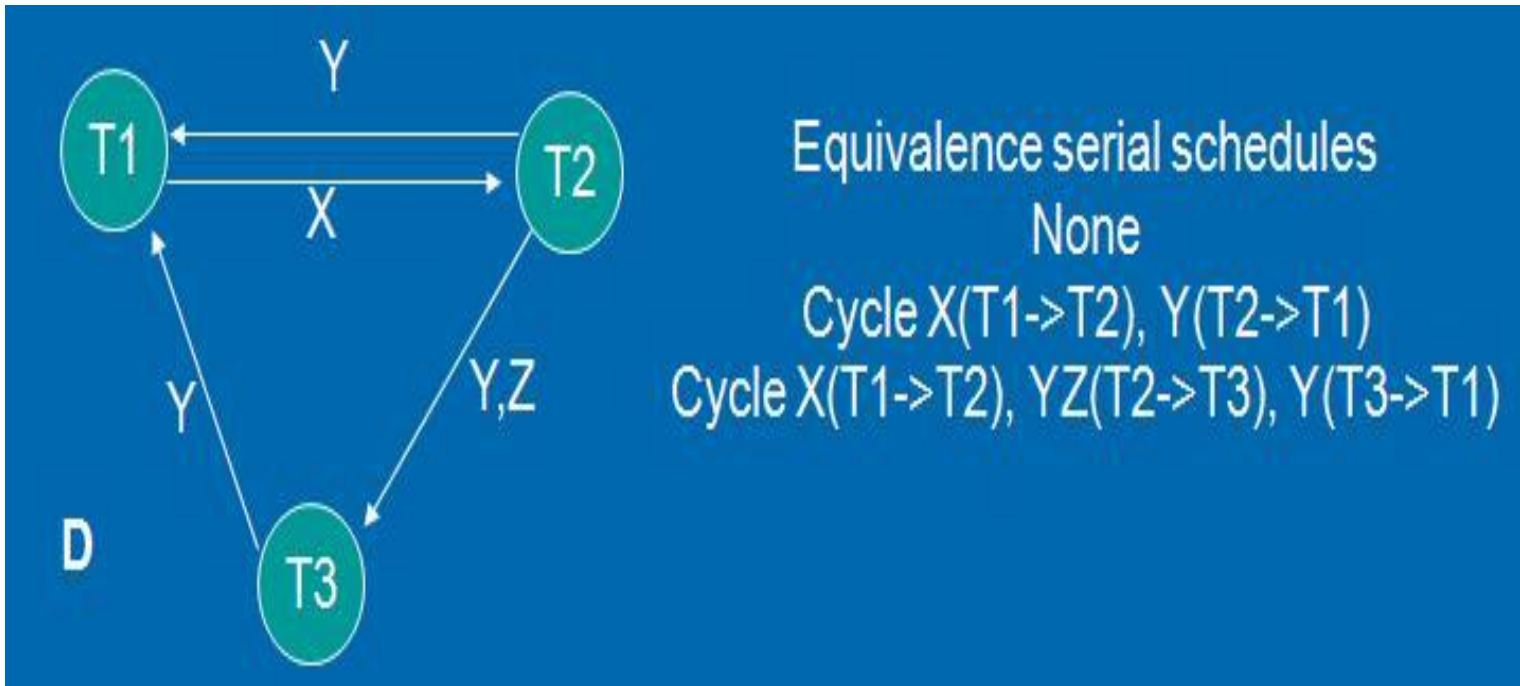 Y
T1
T2
X
Y
Y,Z
D
T3
Equivalence serial schedules
None
Cycle X(T1->T2), Y(T2->T1)
Cycle X(T1->T2), YZ(T2->T3), Y(T3->T1)